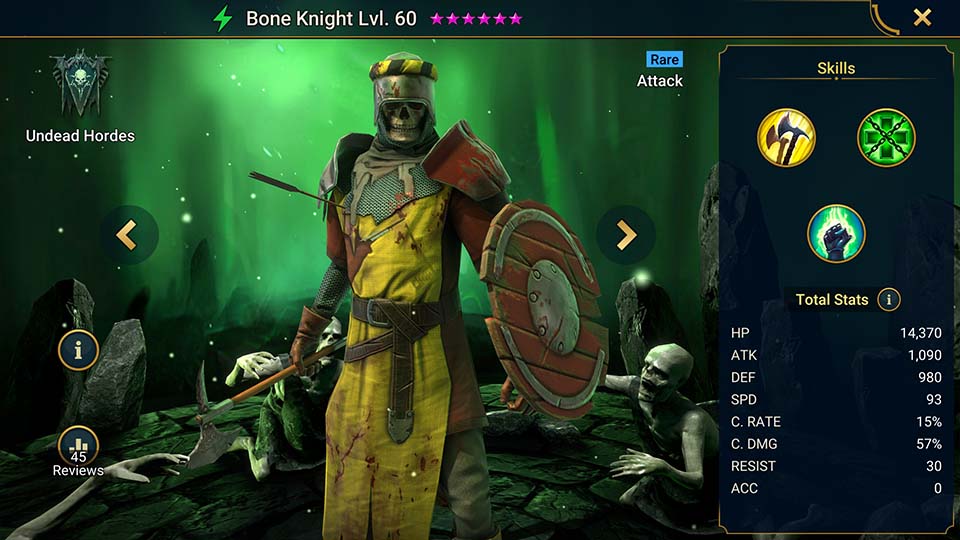 Bone Knight Lvl. 60
Undead Hordes
Rare
Attack
45
Reviews
Skills
Total Stats i
HP 14,370
ATK 1,090
DEF 980
SPD 93
C. RATE 15%
C. DMG 57%
RESIST 30
ACC 0